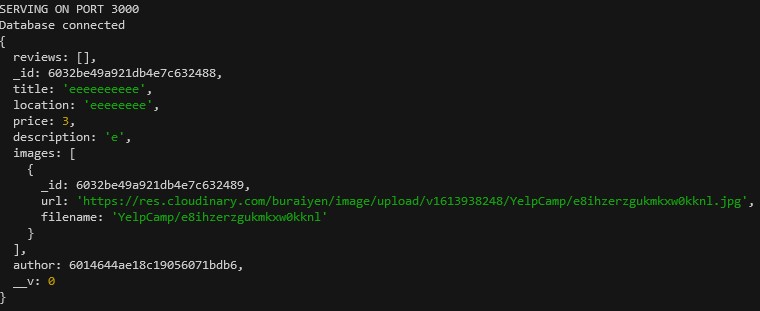 SERVING ON PORT 3000
Database connected
{
  reviews: [],
  _id: 6032be49a921db4e7c632488,
  title: 'eeeeeeeeee',
  location: 'eeeeeeee',
  price: 3,
  description: 'e',
  images: [
    {
      _id: 6032be49a921db4e7c632489,
      url: 'https://res.cloudinary.com/buraiyen/image/upload/v1613938248/YelpCamp/e8ihzerzgukmkxw0kknl.jpg',
      filename: 'YelpCamp/e8ihzerzgukmkxw0kknl'
    }
  ],
  author: 6014644ae18c19056071bdb6,
  __v: 0
}